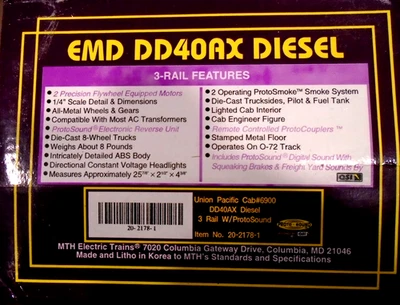 EMD DD40AX DIESEL
3-RAIL FEATURES
• 2 Precision Flywheel Equipped Motors
• 1/4" Scale Detail & Dimensions
• All-Metal Wheels & Gears
• Compatible With Most AC Transformers
• ProtoSound® Electronic Reverse Unit
• Die-Cast 8-Wheel Trucks
• Weighs About 8 Pounds
• Intricately Detailed ABS Body
• Directional Constant Voltage Headlights
• Measures Approximately
• 2 Operating ProtoSmoke™ Smoke System
• Die-Cast Trucksides, Pilot & Fuel Tank
• Lighted Cab Interior
• Cab Engineer Figure
• Remote Controlled ProtoCouplers™
• Stamped Metal Floor
• Operates On O-72 Track
• Includes ProtoSound® Digital Sound With
Squeaking Brakes & Freight Yard Sounds By
QSI
20-2178-1
Union Pacific Cab#6900
DD40AX Diesel
3 Rail W/ProtoSound
Item No. 20-2178-1
MTH Electric Trains® 7020 Columbia Gateway Drive, Columbia, MD 21046
Made and Litho in Korea to MTH's Standards and Specifications